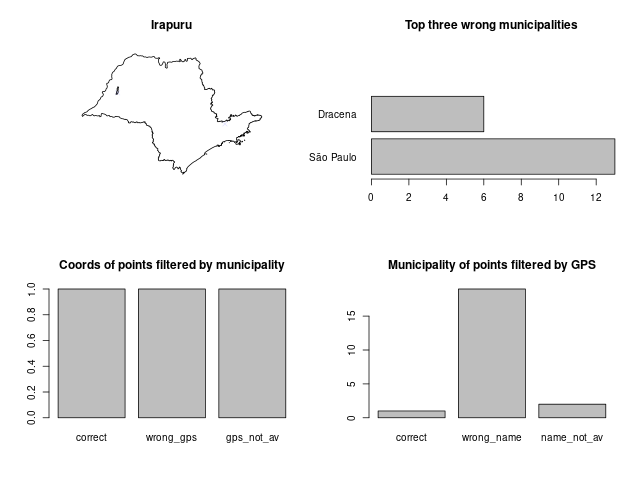 Irapuru
Top three wrong municipalities
Dracena
São Paulo
0 2 4 6 8 10 12
Coords of points filtered by municipality
0.0 0.2 0.4 0.6 0.8 1.0
correct wrong_gps gps_not_av
Municipality of points filtered by GPS
0 5 10 15
correct wrong_name name_not_av